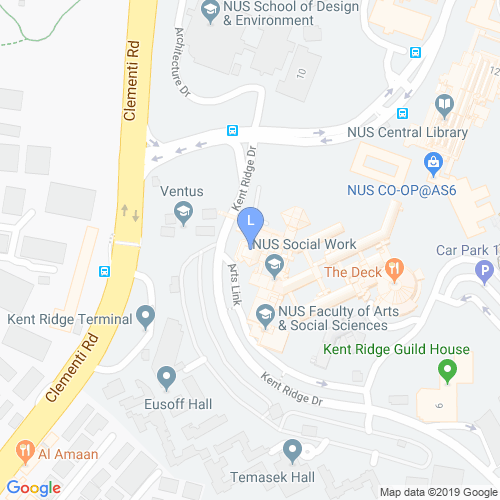 NUS School of Design
& Environment
Clementi Rd
Architecture Dr
10
12
NUS Central Library
Kent Ridge Dr
NUS CO-OP@AS6
Ventus
L
NUS Social Work
Car Park 1
The Deck
Arts Link
P
Kent Ridge Terminal
NUS Faculty of Arts
& Social Sciences
Clementi Rd
Kent Ridge Guild House
Kent Ridge Dr
Eusoff Hall
9
Al Amaan
Temasek Hall
Google
Map data ©2019 Google